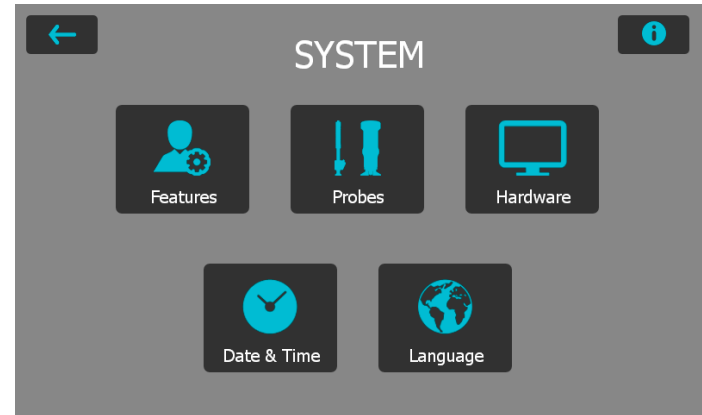 SYSTEM
Features
Probes
Hardware
Date & Time
Language